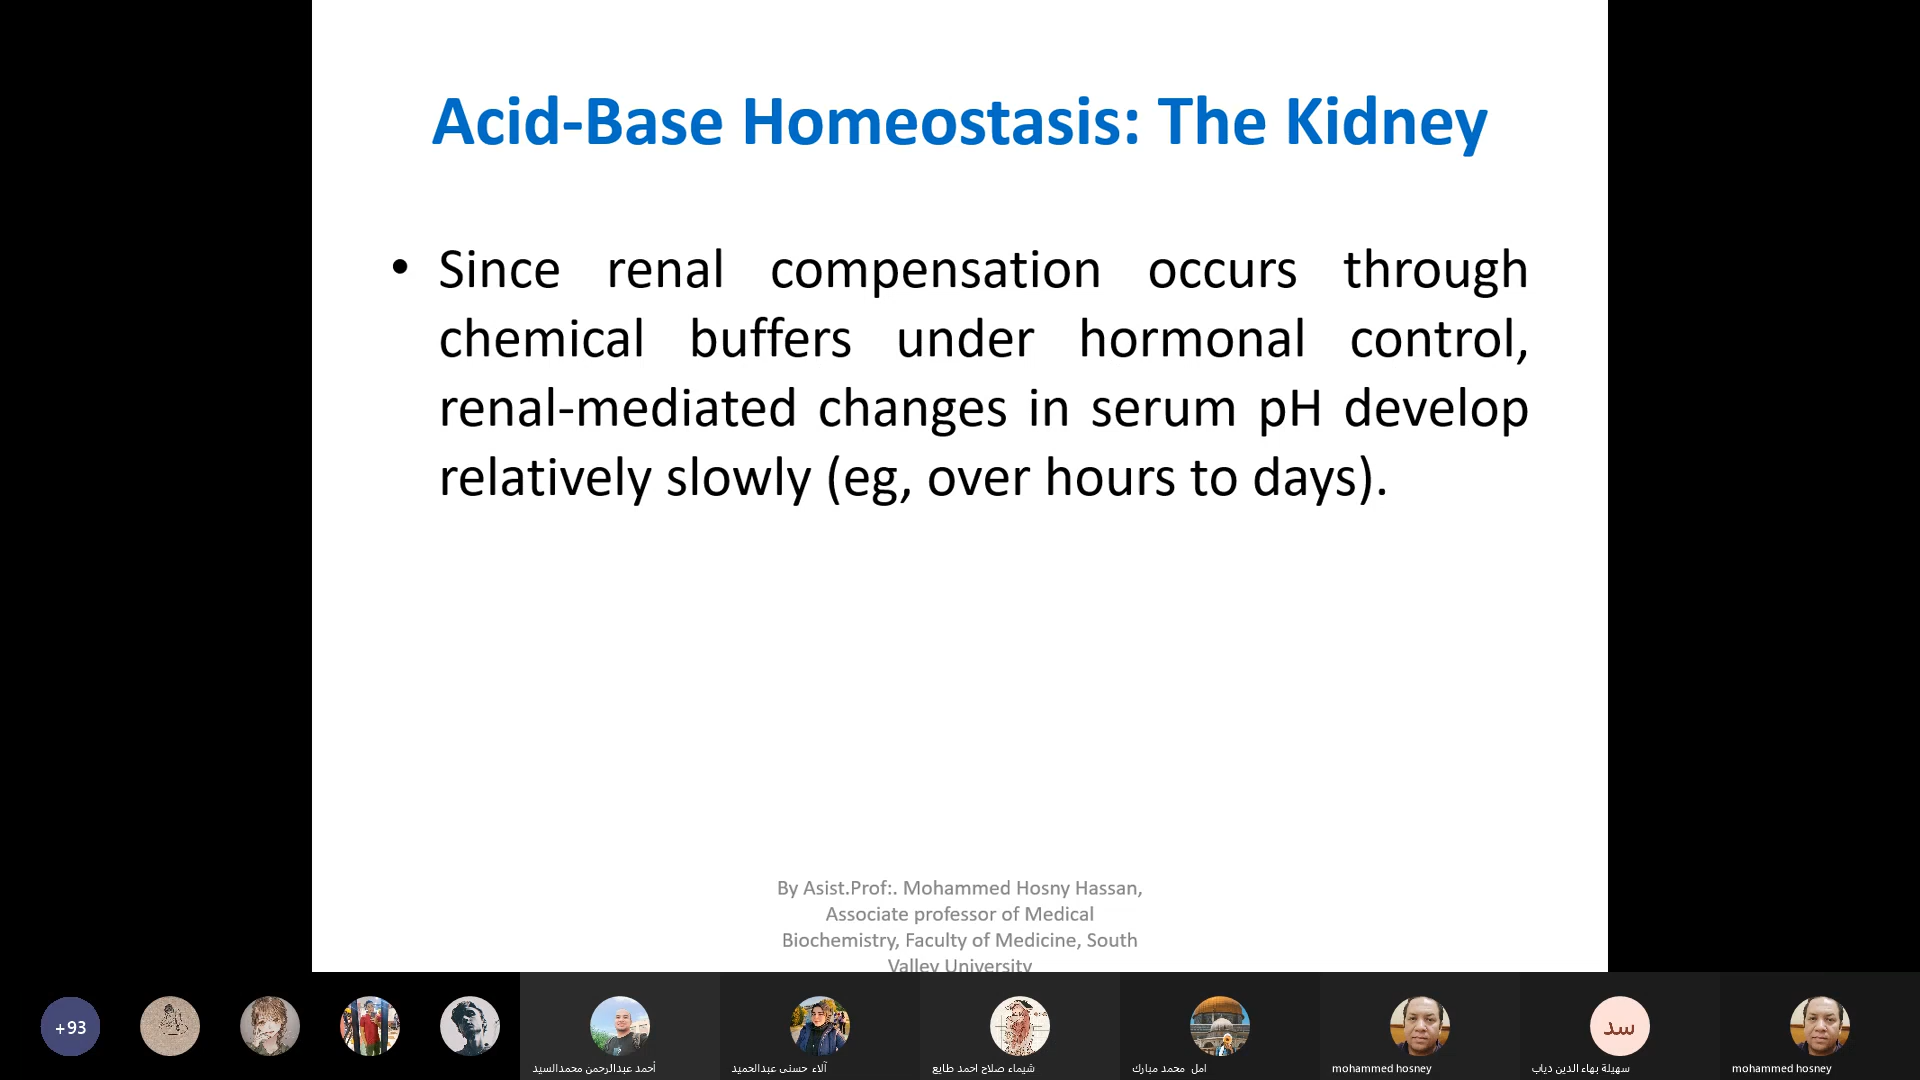 Acid-Base Homeostasis: The Kidney
• Since renal compensation occurs through
chemical buffers under hormonal control,
renal-mediated changes in serum pH develop
relatively slowly (eg, over hours to days).
By Asist.Prof:. Mohammed Hosny Hassan,
Associate professor of Medical
Biochemistry, Faculty of Medicine, South
Valley University
+93
أحمد عبدالرحمن محمدالسيد
آلاء حسنى عبدالحميد
شيماء صلاح احمد طايع
امل محمد مبارك
mohammed hosney
سد
سهيلة بهاء الدين دياب
mohammed hosney